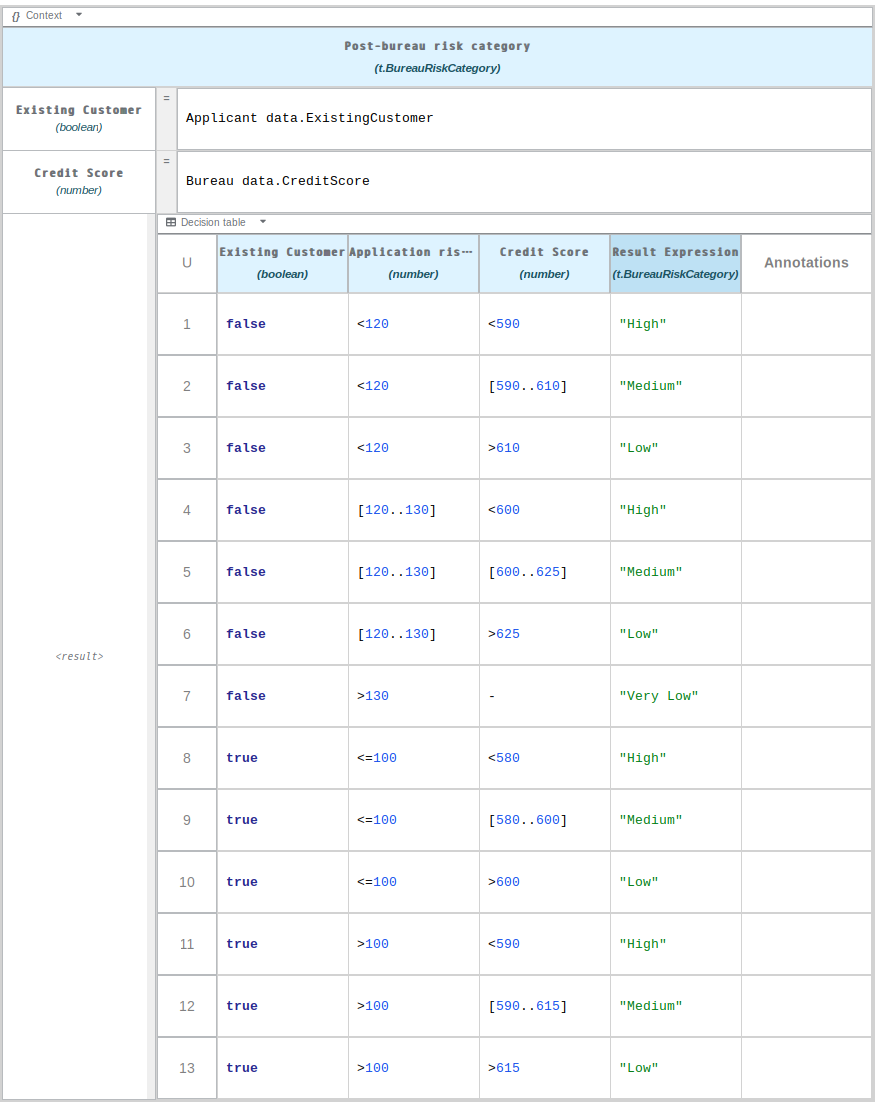 {} Context
Post-bureau risk category
(t.BureauRiskCategory)
Existing Customer
(boolean)
=
Applicant data.ExistingCustomer
Credit Score
(number)
=
Bureau data.CreditScore
Decision table
U Existing Customer (boolean) Application ris… (number) Credit Score (number) Result Expression (t.BureauRiskCategory) Annotations
1 false <120 <590 "High"
2 false <120 [590..610] "Medium"
3 false <120 >610 "Low"
4 false [120..130] <600 "High"
5 false [120..130] [600..625] "Medium"
6 false [120..130] >625 "Low"
<result>
7 false >130 - "Very Low"
8 true <=100 <580 "High"
9 true <=100 [580..600] "Medium"
10 true <=100 >600 "Low"
11 true >100 <590 "High"
12 true >100 [590..615] "Medium"
13 true >100 >615 "Low"